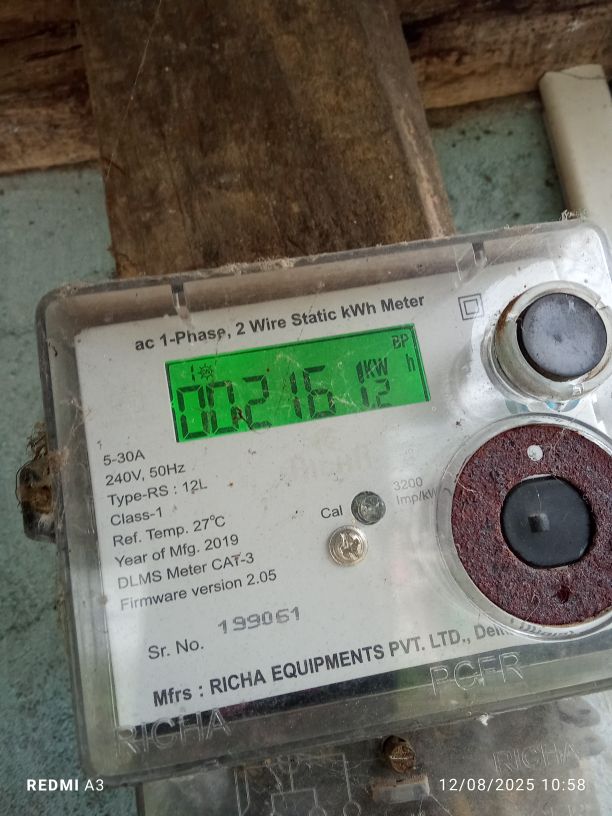 ac 1-Phase, 2 Wire Static kWh Meter
BP
KW
h
5-30A
240V, 50Hz
Type-RS : 12L
Class-1
Ref. Temp. 27°C
Year of Mfg. 2019
DLMS Meter CAT-3
Firmware version 2.05
Cal
3200
Imp/kW
Sr. No. 199061
Mfrs : RICHA EQUIPMENTS PVT. LTD.,
RICHA
RICHA
REDMI A3
12/08/2025 10:58